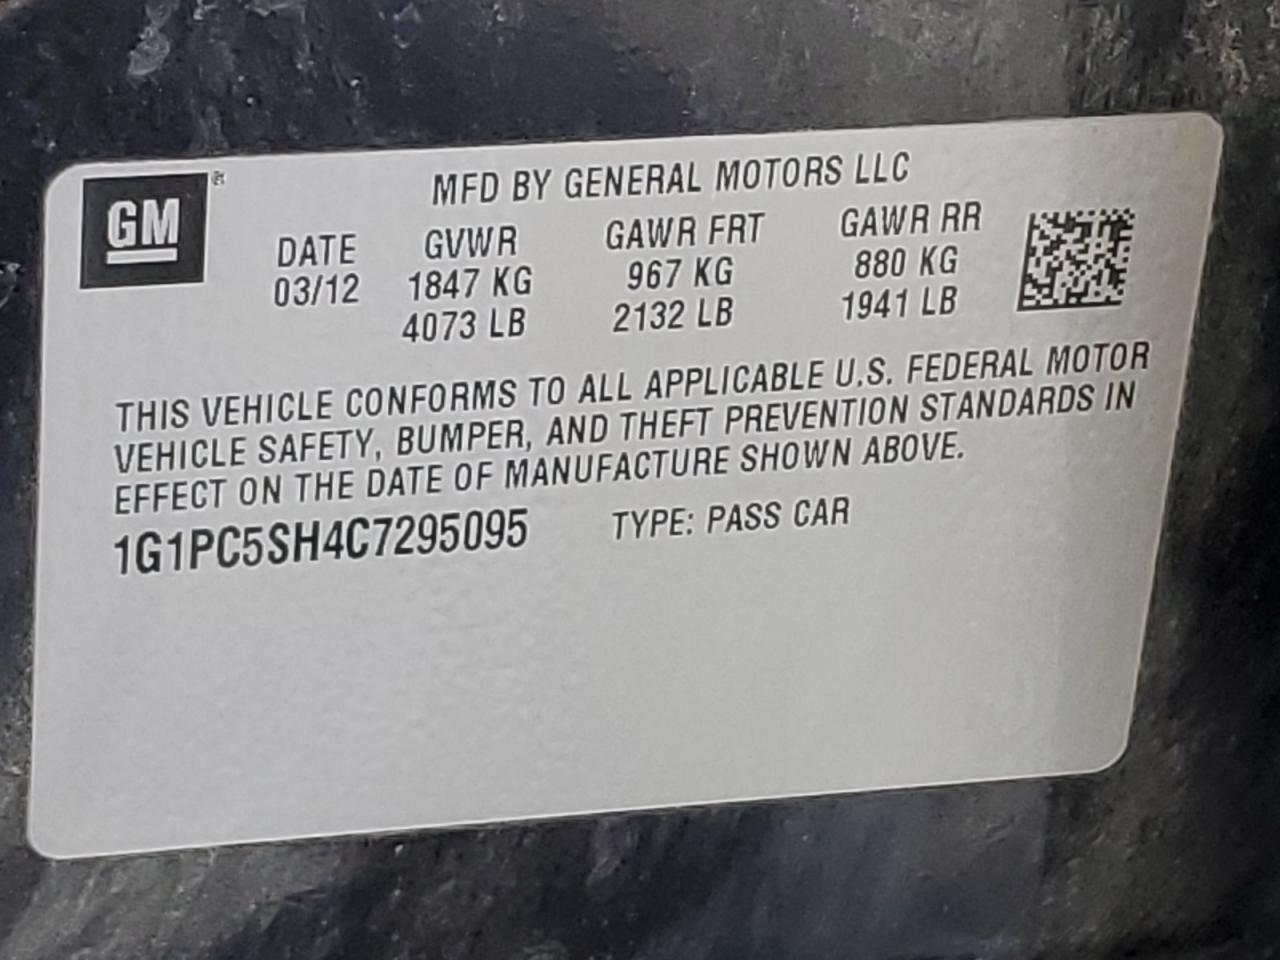 GM
MFD BY GENERAL MOTORS LLC
DATE GVWR GAWR FRT GAWR RR
03/12 1847 KG 967 KG 880 KG
4073 LB 2132 LB 1941 LB
THIS VEHICLE CONFORMS TO ALL APPLICABLE U.S. FEDERAL MOTOR
VEHICLE SAFETY, BUMPER, AND THEFT PREVENTION STANDARDS IN
EFFECT ON THE DATE OF MANUFACTURE SHOWN ABOVE.
1G1PC5SH4C7295095 TYPE: PASS CAR